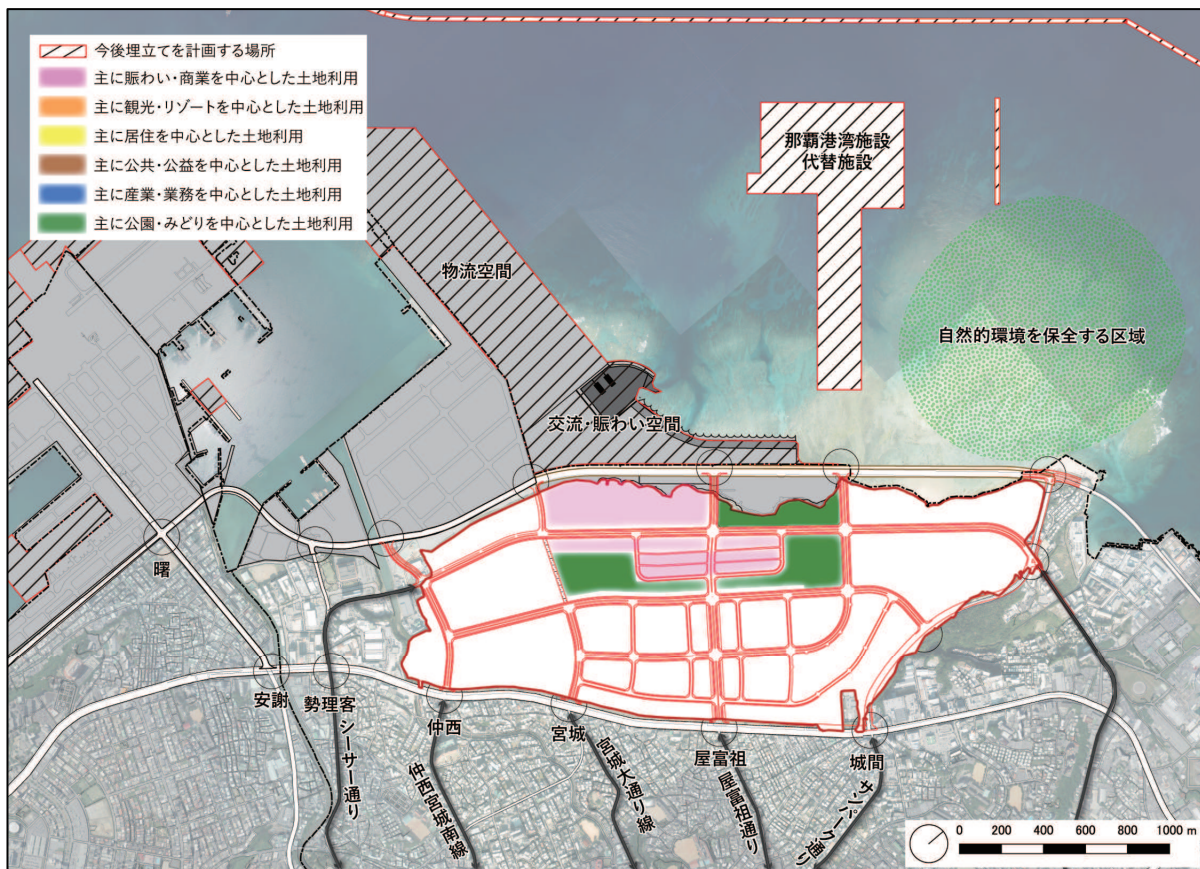 今後埋立てを計画する場所
主に賑わい・商業を中心とした土地利用
主に観光・リゾートを中心とした土地利用
主に居住を中心とした土地利用
主に公共・公益を中心とした土地利用
主に産業・業務を中心とした土地利用
主に公園・みどりを中心とした土地利用
那覇港湾施設
代替施設
物流空間
自然的環境を保全する区域
交流・賑わい空間
曙
安謝
勢理客
仲西
宮城
屋富祖
城間
シーサー通り
仲西宮城南線
宮城大通り線
屋富祖通り
サンパーク通り
0 200 400 600 800 1000 m